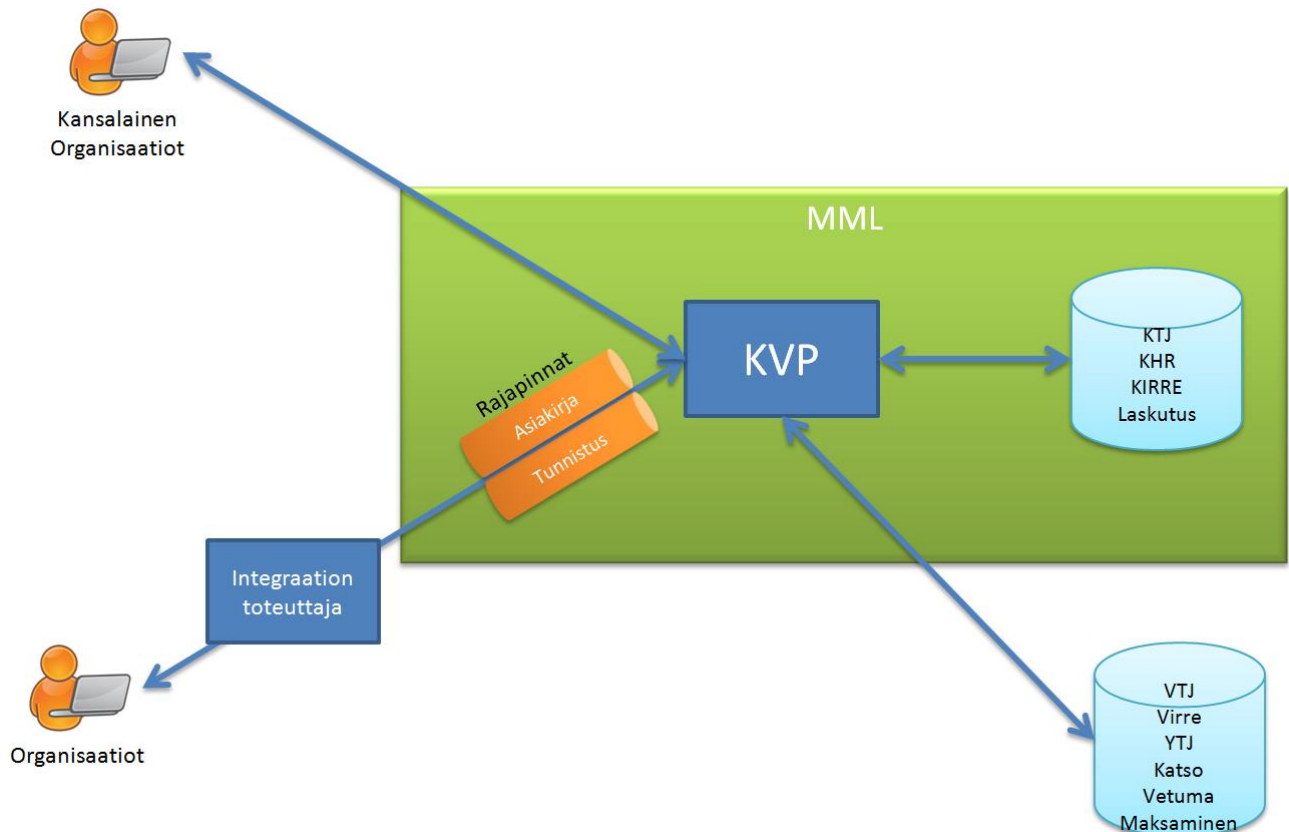 Kansalainen
Organisaatiot
MML
KVP
KTJ
KHR
KIRRE
Laskutus
Rajapinnat
Asiakirja
Tunnistus
Integraation
toteuttaja
Organisaatiot
VTJ
Virre
YTJ
Katso
Vetuma
Maksaminen